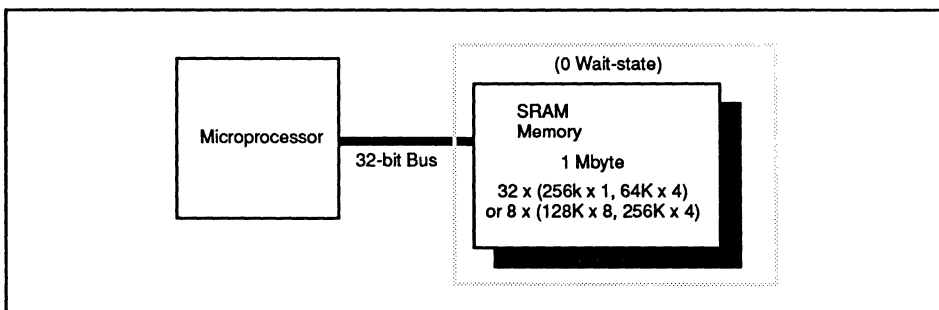 (0 Wait-state)
SRAM
Memory
Microprocessor
1 Mbyte
32-bit Bus
32 x (256k x 1, 64K x 4)
or 8 x (128K x 8, 256K x 4)